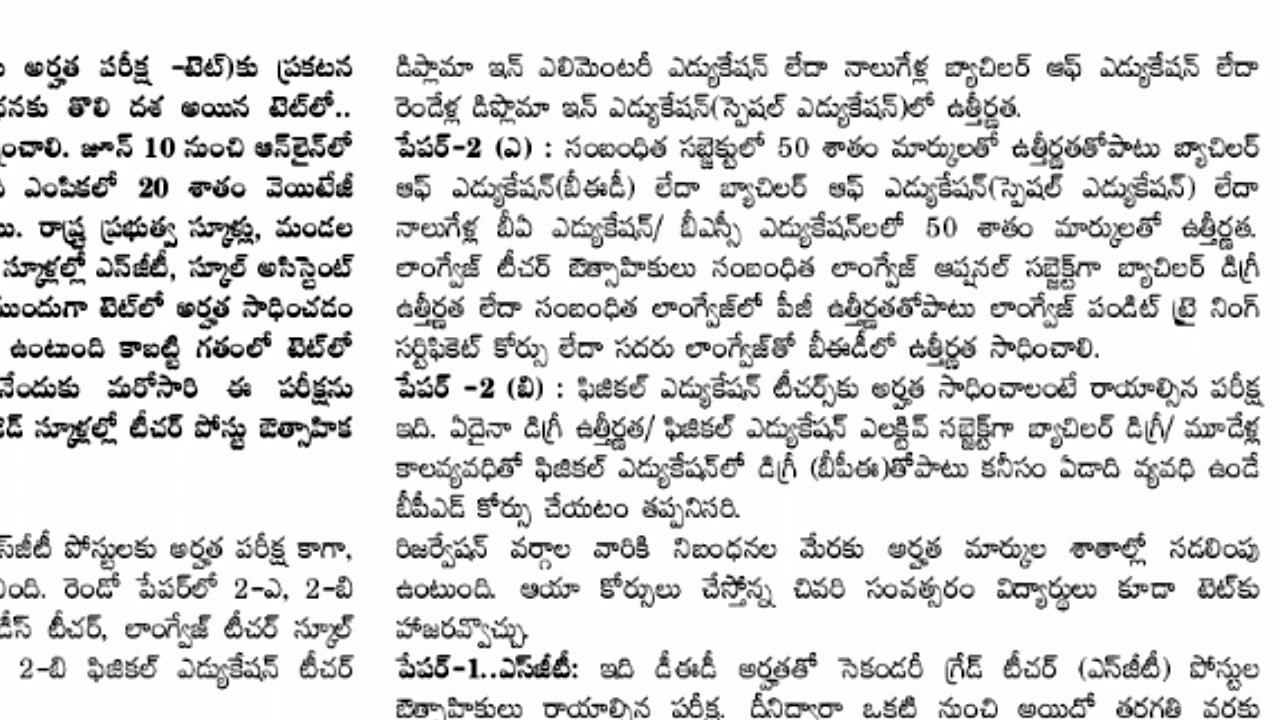 అర్హత పరీక్ష -టెట్)కు ప్రకటన
తొలి దశ అయిన టెట్‌లో..
జూన్ 10 నుంచి ఆన్‌లైన్‌లో
ఎంపికలో 20 శాతం వెయిటేజీ
రాష్ట్ర ప్రభుత్వ స్కూళ్లు, మండల
స్కూళ్లల్లో ఎన్‌జీటీ, స్కూల్ అసిస్టెంట్
టెట్‌లో అర్హత సాధించడం
ఉంటుంది కాబట్టి గతంలో టెట్‌లో
మరోసారి ఈ పరీక్షను
స్కూళ్లల్లో టీచర్ పోస్టు ఔత్సాహిక
పోస్టులకు అర్హత పరీక్ష కాగా,
రెండో పేపర్‌లో 2-ఎ, 2-బి
టీచర్, లాంగ్వేజ్ టీచర్ స్కూల్
2-బి ఫిజికల్ ఎడ్యుకేషన్ టీచర్
డిప్లొమా ఇన్ ఎలిమెంటరీ ఎడ్యుకేషన్ లేదా నాలుగేళ్ల బ్యాచిలర్ ఆఫ్ ఎడ్యుకేషన్ లేదా
రెండేళ్ల డిప్లొమా ఇన్ ఎడ్యుకేషన్(స్పెషల్ ఎడ్యుకేషన్)లో ఉత్తీర్ణత.
పేపర్-2 (ఎ) : సంబంధిత సబ్జెక్టులో 50 శాతం మార్కులతో ఉత్తీర్ణతతోపాటు బ్యాచిలర్
ఆఫ్ ఎడ్యుకేషన్(బీఈడీ) లేదా బ్యాచిలర్ ఆఫ్ ఎడ్యుకేషన్(స్పెషల్ ఎడ్యుకేషన్) లేదా
నాలుగేళ్ల బీఏ ఎడ్యుకేషన్/ బీఎస్సీ ఎడ్యుకేషన్‌లలో 50 శాతం మార్కులతో ఉత్తీర్ణత.
లాంగ్వేజ్ టీచర్ ఔత్సాహికులు సంబంధిత లాంగ్వేజ్ ఆప్షనల్ సబ్జెక్ట్‌గా బ్యాచిలర్ డిగ్రీ
ఉత్తీర్ణత లేదా సంబంధిత లాంగ్వేజ్‌లో పీజీ ఉత్తీర్ణతతోపాటు లాంగ్వేజ్ పండిట్ ట్రై నింగ్
సర్టిఫికెట్ కోర్సు లేదా సదరు లాంగ్వేజ్‌తో బీఈడీలో ఉత్తీర్ణత సాధించాలి.
పేపర్ -2 (బి) : ఫిజికల్ ఎడ్యుకేషన్ టీచర్స్‌కు అర్హత సాధించాలంటే రాయాల్సిన పరీక్ష
ఇది. ఏదైనా డిగ్రీ ఉత్తీర్ణత/ ఫిజికల్ ఎడ్యుకేషన్ ఎలక్టివ్ సబ్జెక్ట్‌గా బ్యాచిలర్ డిగ్రీ/ మూడేళ్ల
కాలవ్యవధితో ఫిజికల్ ఎడ్యుకేషన్‌లో డిగ్రీ (బీపీఈ)తోపాటు కనీసం ఏడాది వ్యవధి ఉండే
బీపీఎడ్ కోర్సు చేయటం తప్పనిసరి.
రిజర్వేషన్ వర్గాల వారికి నిబంధనల మేరకు అర్హత మార్కుల శాతాల్లో సడలింపు
ఉంటుంది. ఆయా కోర్సులు చేస్తోన్న చివరి సంవత్సరం విద్యార్థులు కూడా టెట్‌కు
హాజరవ్వొచ్చు.
పేపర్-1..ఎస్‌జీటీ: ఇది డీఈడీ అర్హతతో సెకండరీ గ్రేడ్ టీచర్ (ఎస్‌జీటీ) పోస్టుల
ఔత్సాహికులు రాయాల్సిన పరీక్ష. దీనిద్వారా ఒకటి నుంచి అయిదో తరగతి వరకు